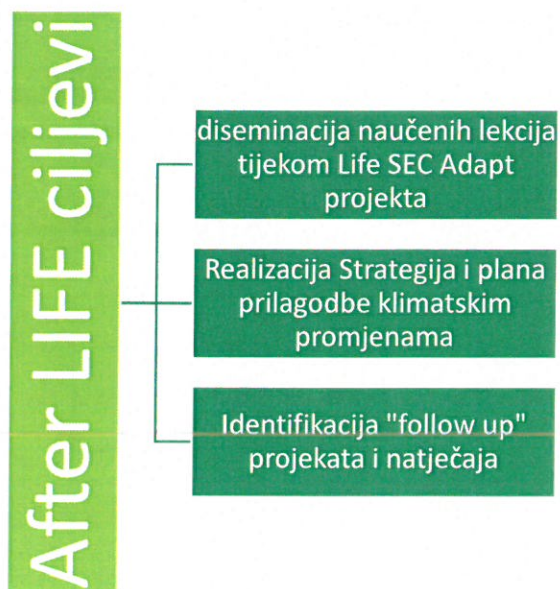 After LIFE ciljevi
diseminacija naučenih lekcija
tijekom Life SEC Adapt
projekta
Realizacija Strategija i plana
prilagodbe klimatskim
promjenama
Identifikacija "follow up"
projekata i natječaja